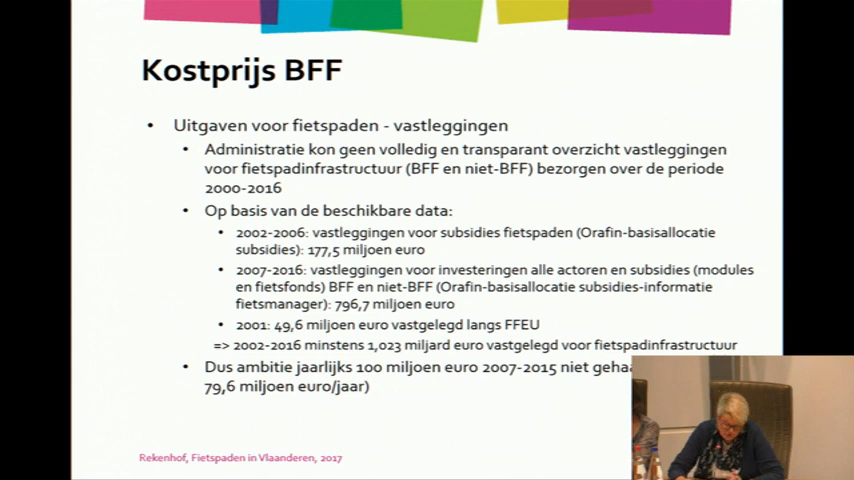 Kostprijs BFF
• Uitgaven voor fietspaden - vastleggingen
• Administratie kon geen volledig en transparant overzicht vastleggingen
voor fietspadinfrastructuur (BFF en niet-BFF) bezorgen over de periode
2000-2016
• Op basis van de beschikbare data:
• 2002-2006: vastleggingen voor subsidies fietspaden (Orafin-basisallocatie
subsidies): 177,5 miljoen euro
• 2007-2016: vastleggingen voor investeringen alle actoren en subsidies (modules
en fietsfonds) BFF en niet-BFF (Orafin-basisallocatie subsidies-informatie
fietsmanager): 796,7 miljoen euro
• 2001: 49,6 miljoen euro vastgelegd langs FFEU
=> 2002-2016 minstens 1,023 miljard euro vastgelegd voor fietspadinfrastructuur
• Dus ambitie jaarlijks 100 miljoen euro 2007-2015 niet
79,6 miljoen euro/jaar)
Rekenhof, Fietspaden in Vlaanderen, 2017